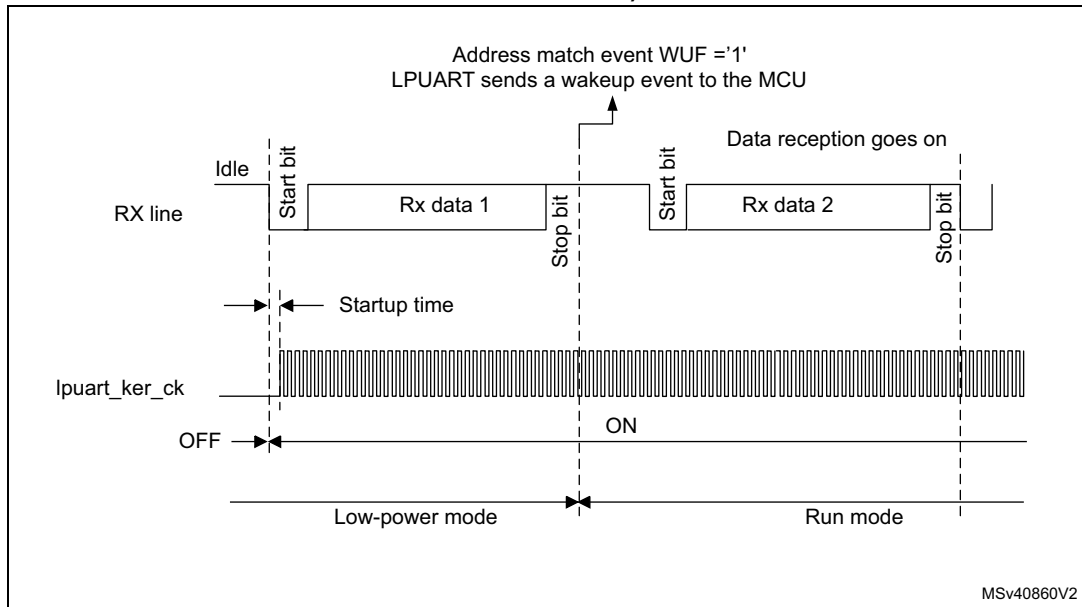 Address match event WUF ='1'
LPUART sends a wakeup event to the MCU
Data reception goes on
Idle
Start bit
Start bit
RX line
Rx data 1
Rx data 2
Stop bit
Stop bit
Startup time
lpuart_ker_ck
OFF
ON
Low-power mode
Run mode
MSv40860V2